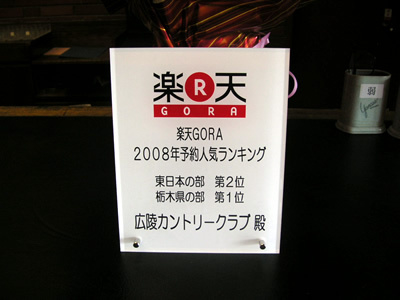 楽R天
GORA
楽天GORA
2008年予約人気ランキング
東日本の部 第2位
栃木県の部 第1位
広陵カントリークラブ 殿
弱